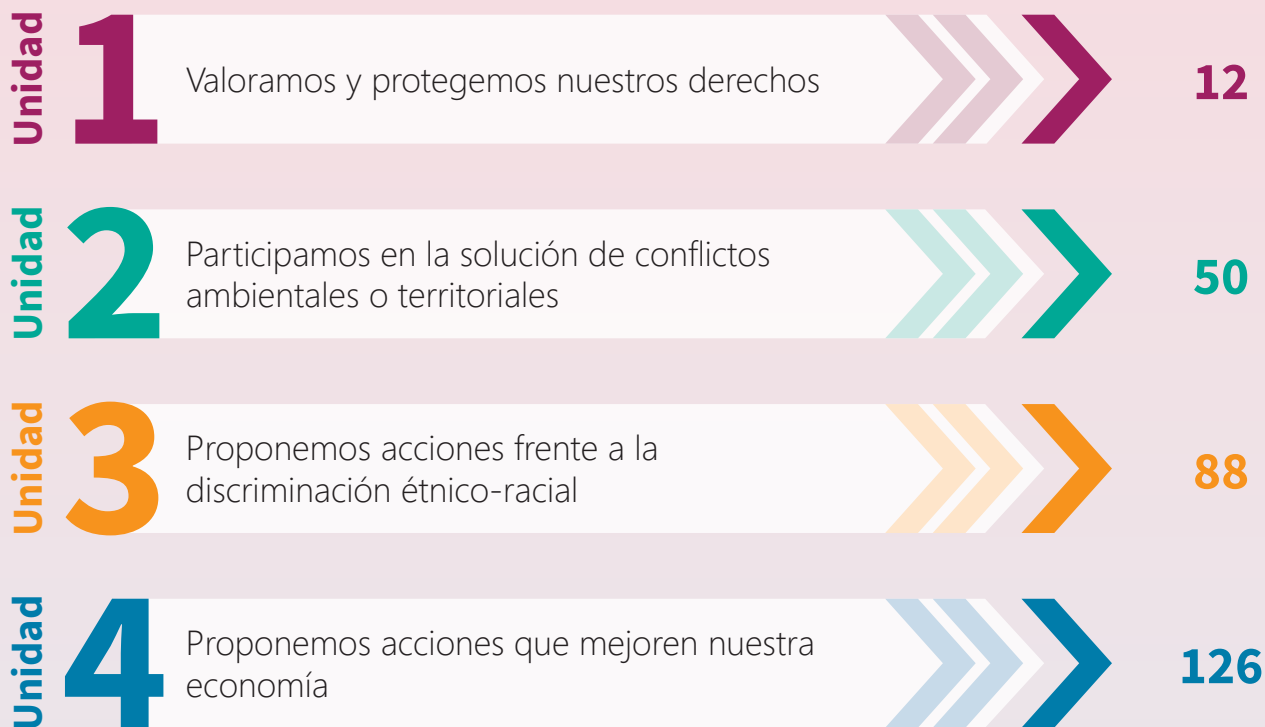 Unidad 1
Valoramos y protegemos nuestros derechos
12
Unidad 2
Participamos en la solución de conflictos
ambientales o territoriales
50
Unidad 3
Proponemos acciones frente a la
discriminación étnico-racial
88
Unidad 4
Proponemos acciones que mejoren nuestra
economía
126